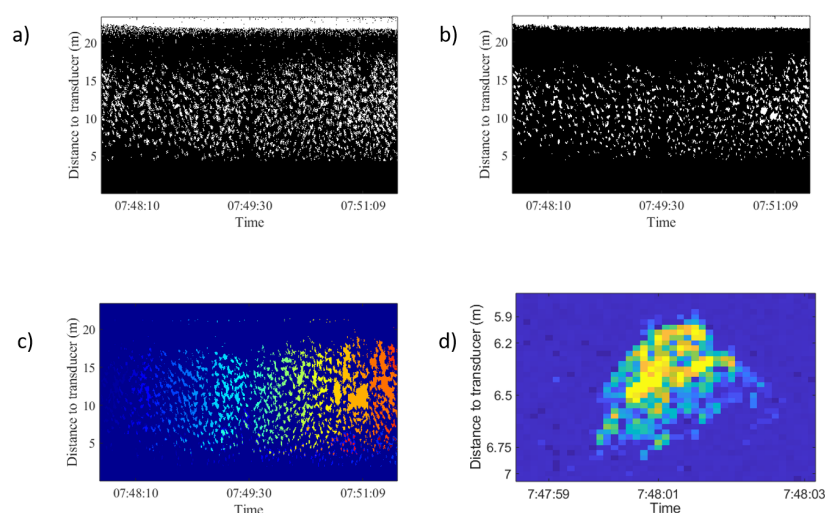 a)
Distance to transducer (m)
20
15
10
5
07:48:10
07:49:30
07:51:09
Time
b)
Distance to transducer (m)
20
15
10
5
07:48:10
07:49:30
07:51:09
Time
c)
Distance to transducer (m)
20
15
10
5
07:48:10
07:49:30
07:51:09
Time
d)
Distance to transducer (m)
5.9
6.2
6.5
6.75
7
7:47:59
7:48:01
7:48:03
Time